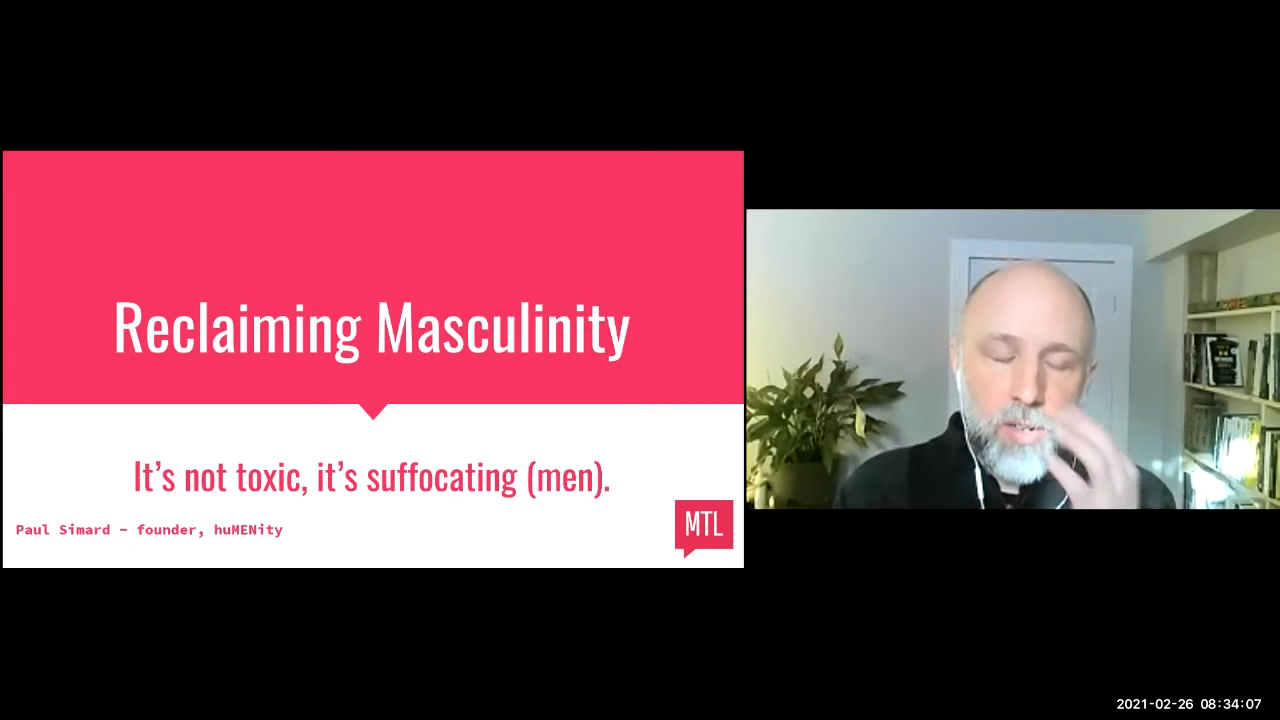 Reclaiming Masculinity
It’s not toxic, it’s suffocating (men).
Paul Simard – founder, huMENity
MTL
2021-02-26 08:34:07